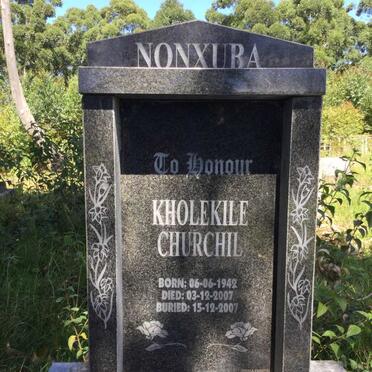 NONXUBA
To Honour
KHOLEKILE
CHURCHIL
BORN: 06-06-1942
DIED: 03-12-2007
BURIED: 15-12-2007